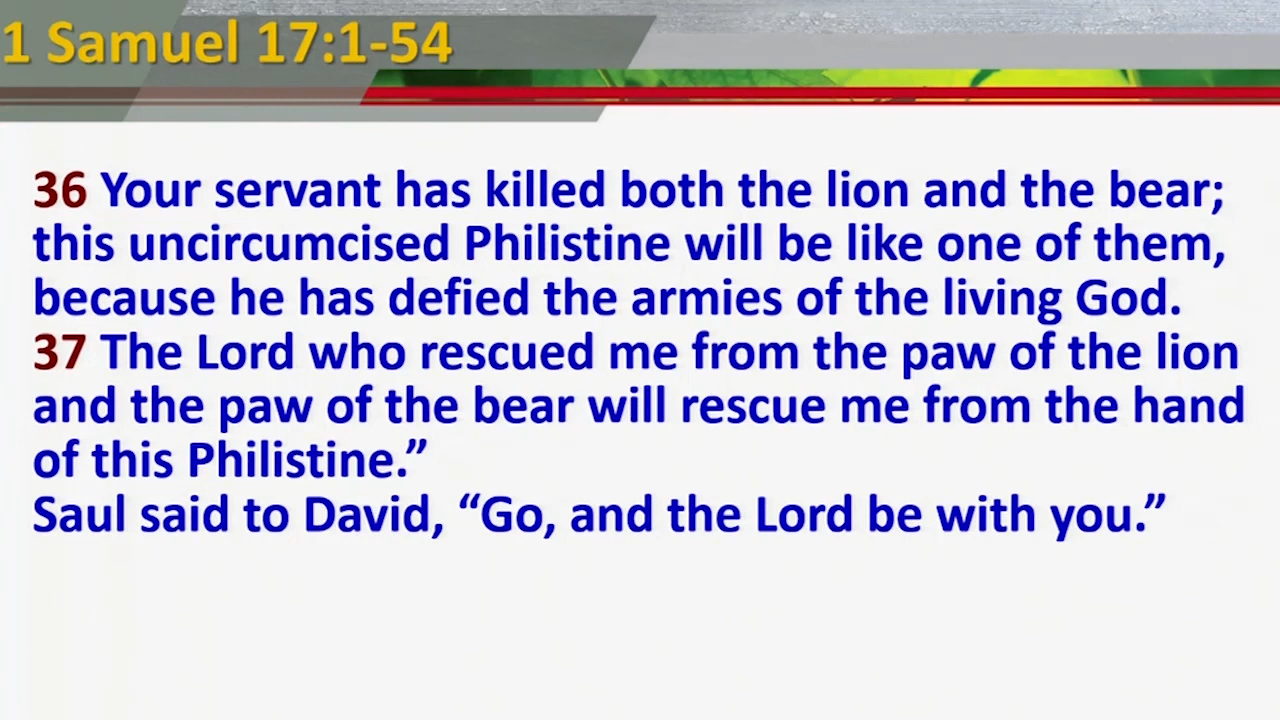 1 Samuel 17:1-54
36 Your servant has killed both the lion and the bear;
this uncircumcised Philistine will be like one of them,
because he has defied the armies of the living God.
37 The Lord who rescued me from the paw of the lion
and the paw of the bear will rescue me from the hand
of this Philistine.”
Saul said to David, “Go, and the Lord be with you.”